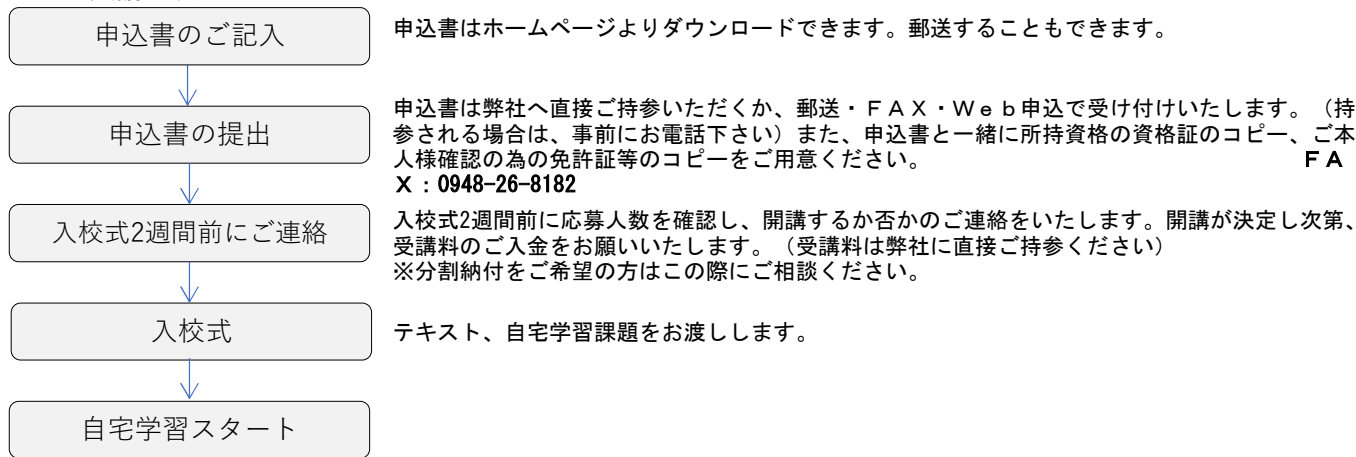 申込書のご記入
申込書はホームページよりダウンロードできます。郵送することもできます。
申込書の提出
申込書は弊社へ直接ご持参いただくか、郵送・ＦＡＸ・Ｗｅｂ申込で受け付けいたします。（持
参される場合は、事前にお電話下さい）また、申込書と一緒に所持資格の資格証のコピー、ご本
人様確認の為の免許証等のコピーをご用意ください。 ＦＡ
Ｘ：0948-26-8182
入校式2週間前にご連絡
入校式2週間前に応募人数を確認し、開講するか否かのご連絡をいたします。開講が決定し次第、
受講料のご入金をお願いいたします。（受講料は弊社に直接ご持参ください）
※分割納付をご希望の方はこの際にご相談ください。
入校式
テキスト、自宅学習課題をお渡しします。
自宅学習スタート